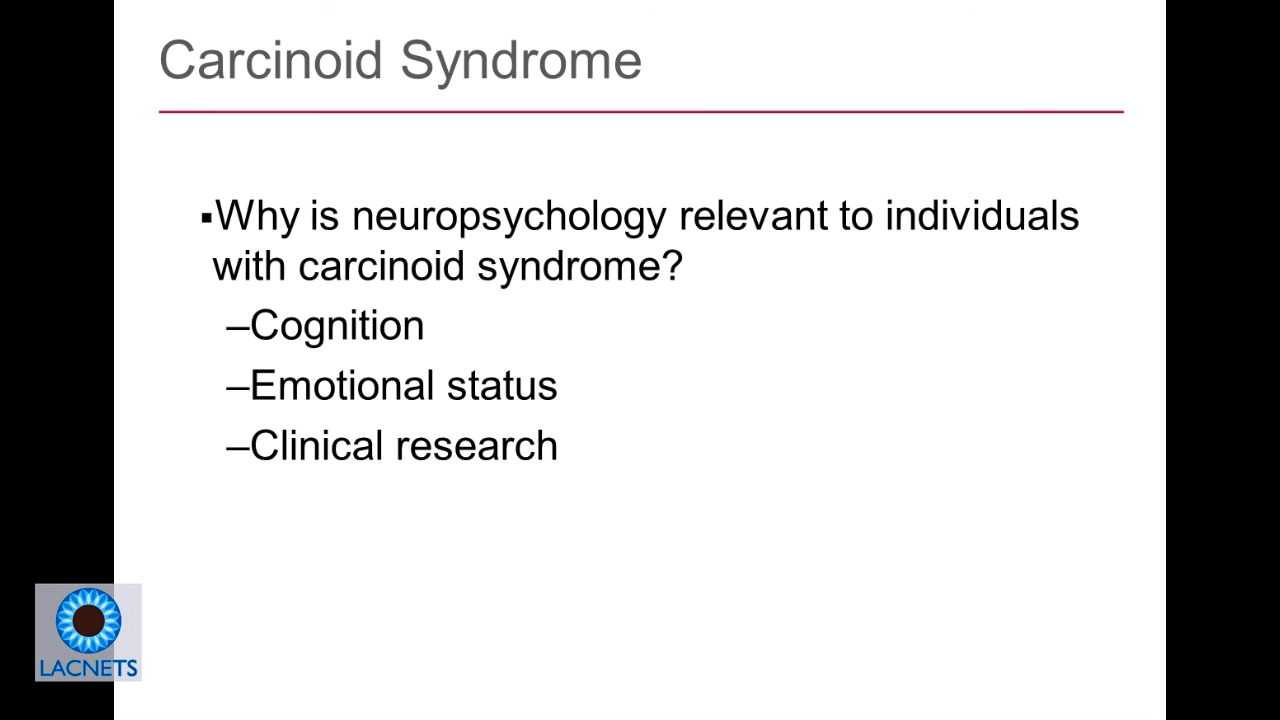 Carcinoid Syndrome
▪Why is neuropsychology relevant to individuals
with carcinoid syndrome?
–Cognition
–Emotional status
–Clinical research
LACNETS